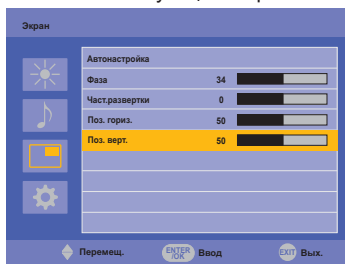 Экран
Автонастройка
Фаза 34
Част.развертки 0
Поз. гориз. 50
Поз. верт. 50
Перемещ. ENTER /OK Ввод EXIT Вых.